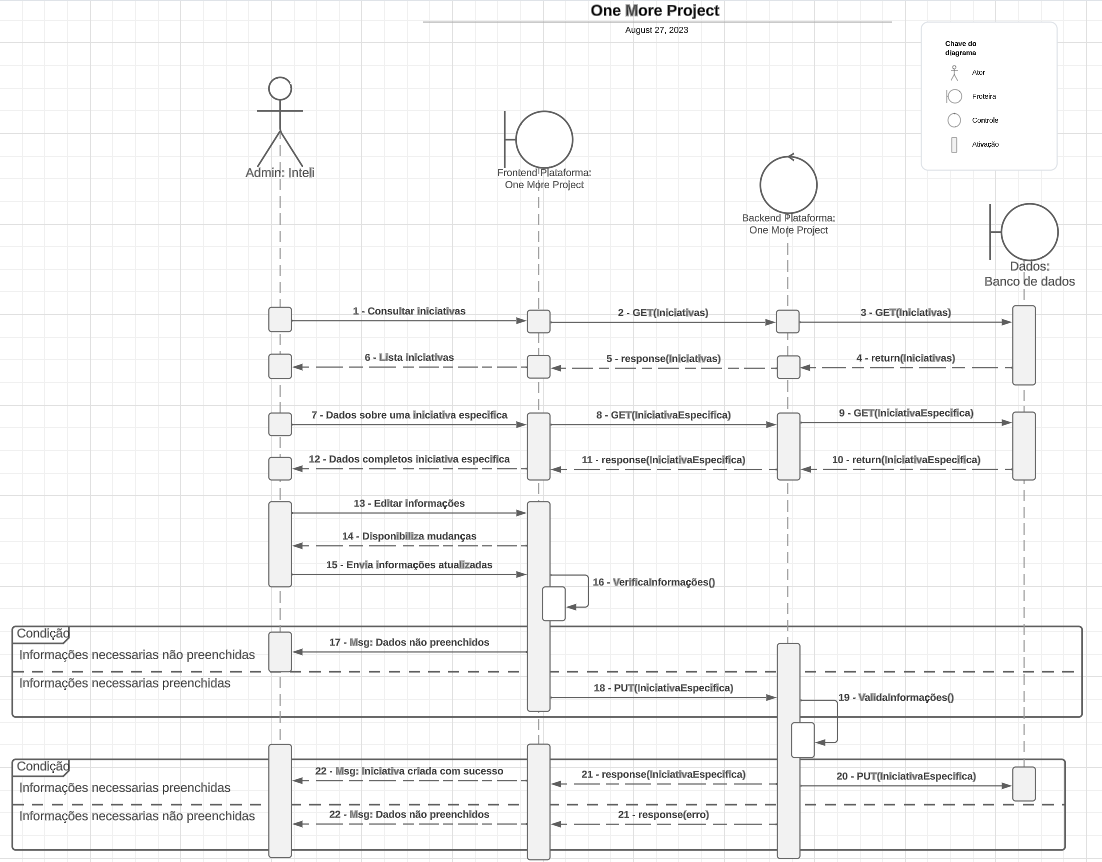 One More Project
August 27, 2023
Chave do
diagrama
Ator
Froteira
Controle
Ativação
Admin: Inteli
Frontend Plataforma:
One More Project
Backend Plataforma:
One More Project
Dados:
Banco de dados
1 - Consultar iniciativas
2 - GET(Iniciativas)
3 - GET(Iniciativas)
6 - Lista iniciativas
5 - response(Iniciativas)
4 - return(Iniciativas)
7 - Dados sobre uma iniciativa especifica
8 - GET(IniciativaEspecifica)
9 - GET(IniciativaEspecifica)
12 - Dados completos iniciativa especifica
11 - response(IniciativaEspecifica)
10 - return(IniciativaEspecifica)
13 - Editar informações
14 - Disponibiliza mudanças
15 - Envia informações atualizadas
16 - VerificaInformações()
Condição
17 - Msg: Dados não preenchidos
Informações necessarias não preenchidas
Informações necessarias preenchidas
18 - PUT(IniciativaEspecifica)
19 - ValidaInformações()
Condição
22 - Msg: Iniciativa criada com sucesso
21 - response(IniciativaEspecifica)
20 - PUT(IniciativaEspecifica)
Informações necessarias preenchidas
Informações necessarias não preenchidas
22 - Msg: Dados não preenchidos
21 - response(erro)